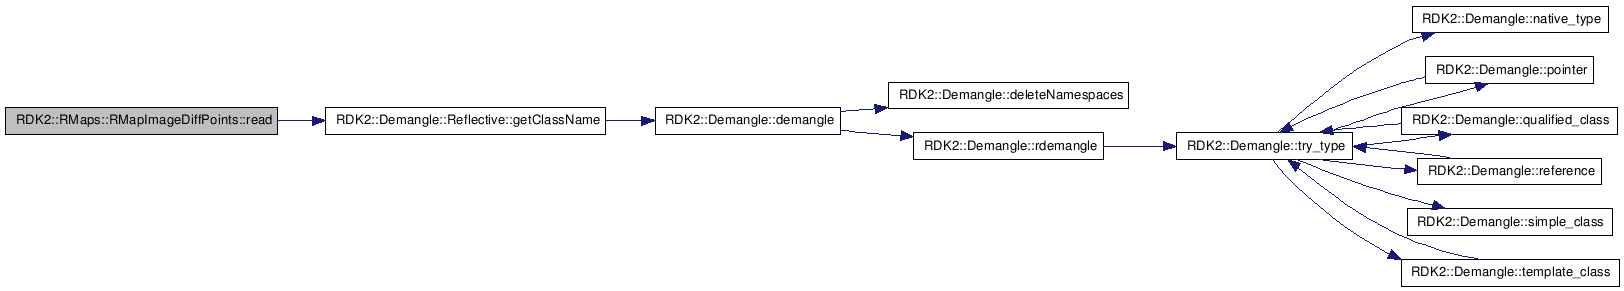 RDK2::RMaps::RMapImageDiffPoints::read
RDK2::Demangle::Reflective::getClassName
RDK2::Demangle::demangle
RDK2::Demangle::deleteNamespaces
RDK2::Demangle::rdemangle
RDK2::Demangle::try_type
RDK2::Demangle::native_type
RDK2::Demangle::pointer
RDK2::Demangle::qualified_class
RDK2::Demangle::reference
RDK2::Demangle::simple_class
RDK2::Demangle::template_class